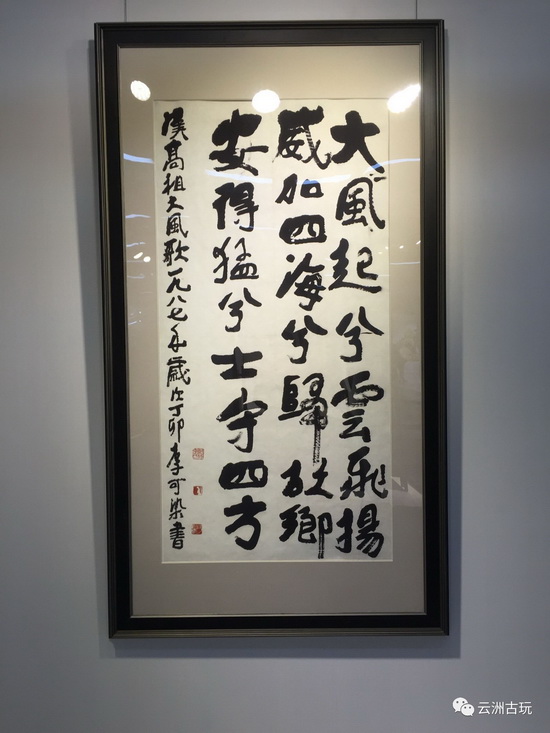 大風起兮雲飛揚
威加四海兮歸故鄉
安得猛兮士守四方
漢高祖大風歌一九八七年歲次丁卯李可染書
云洲古玩